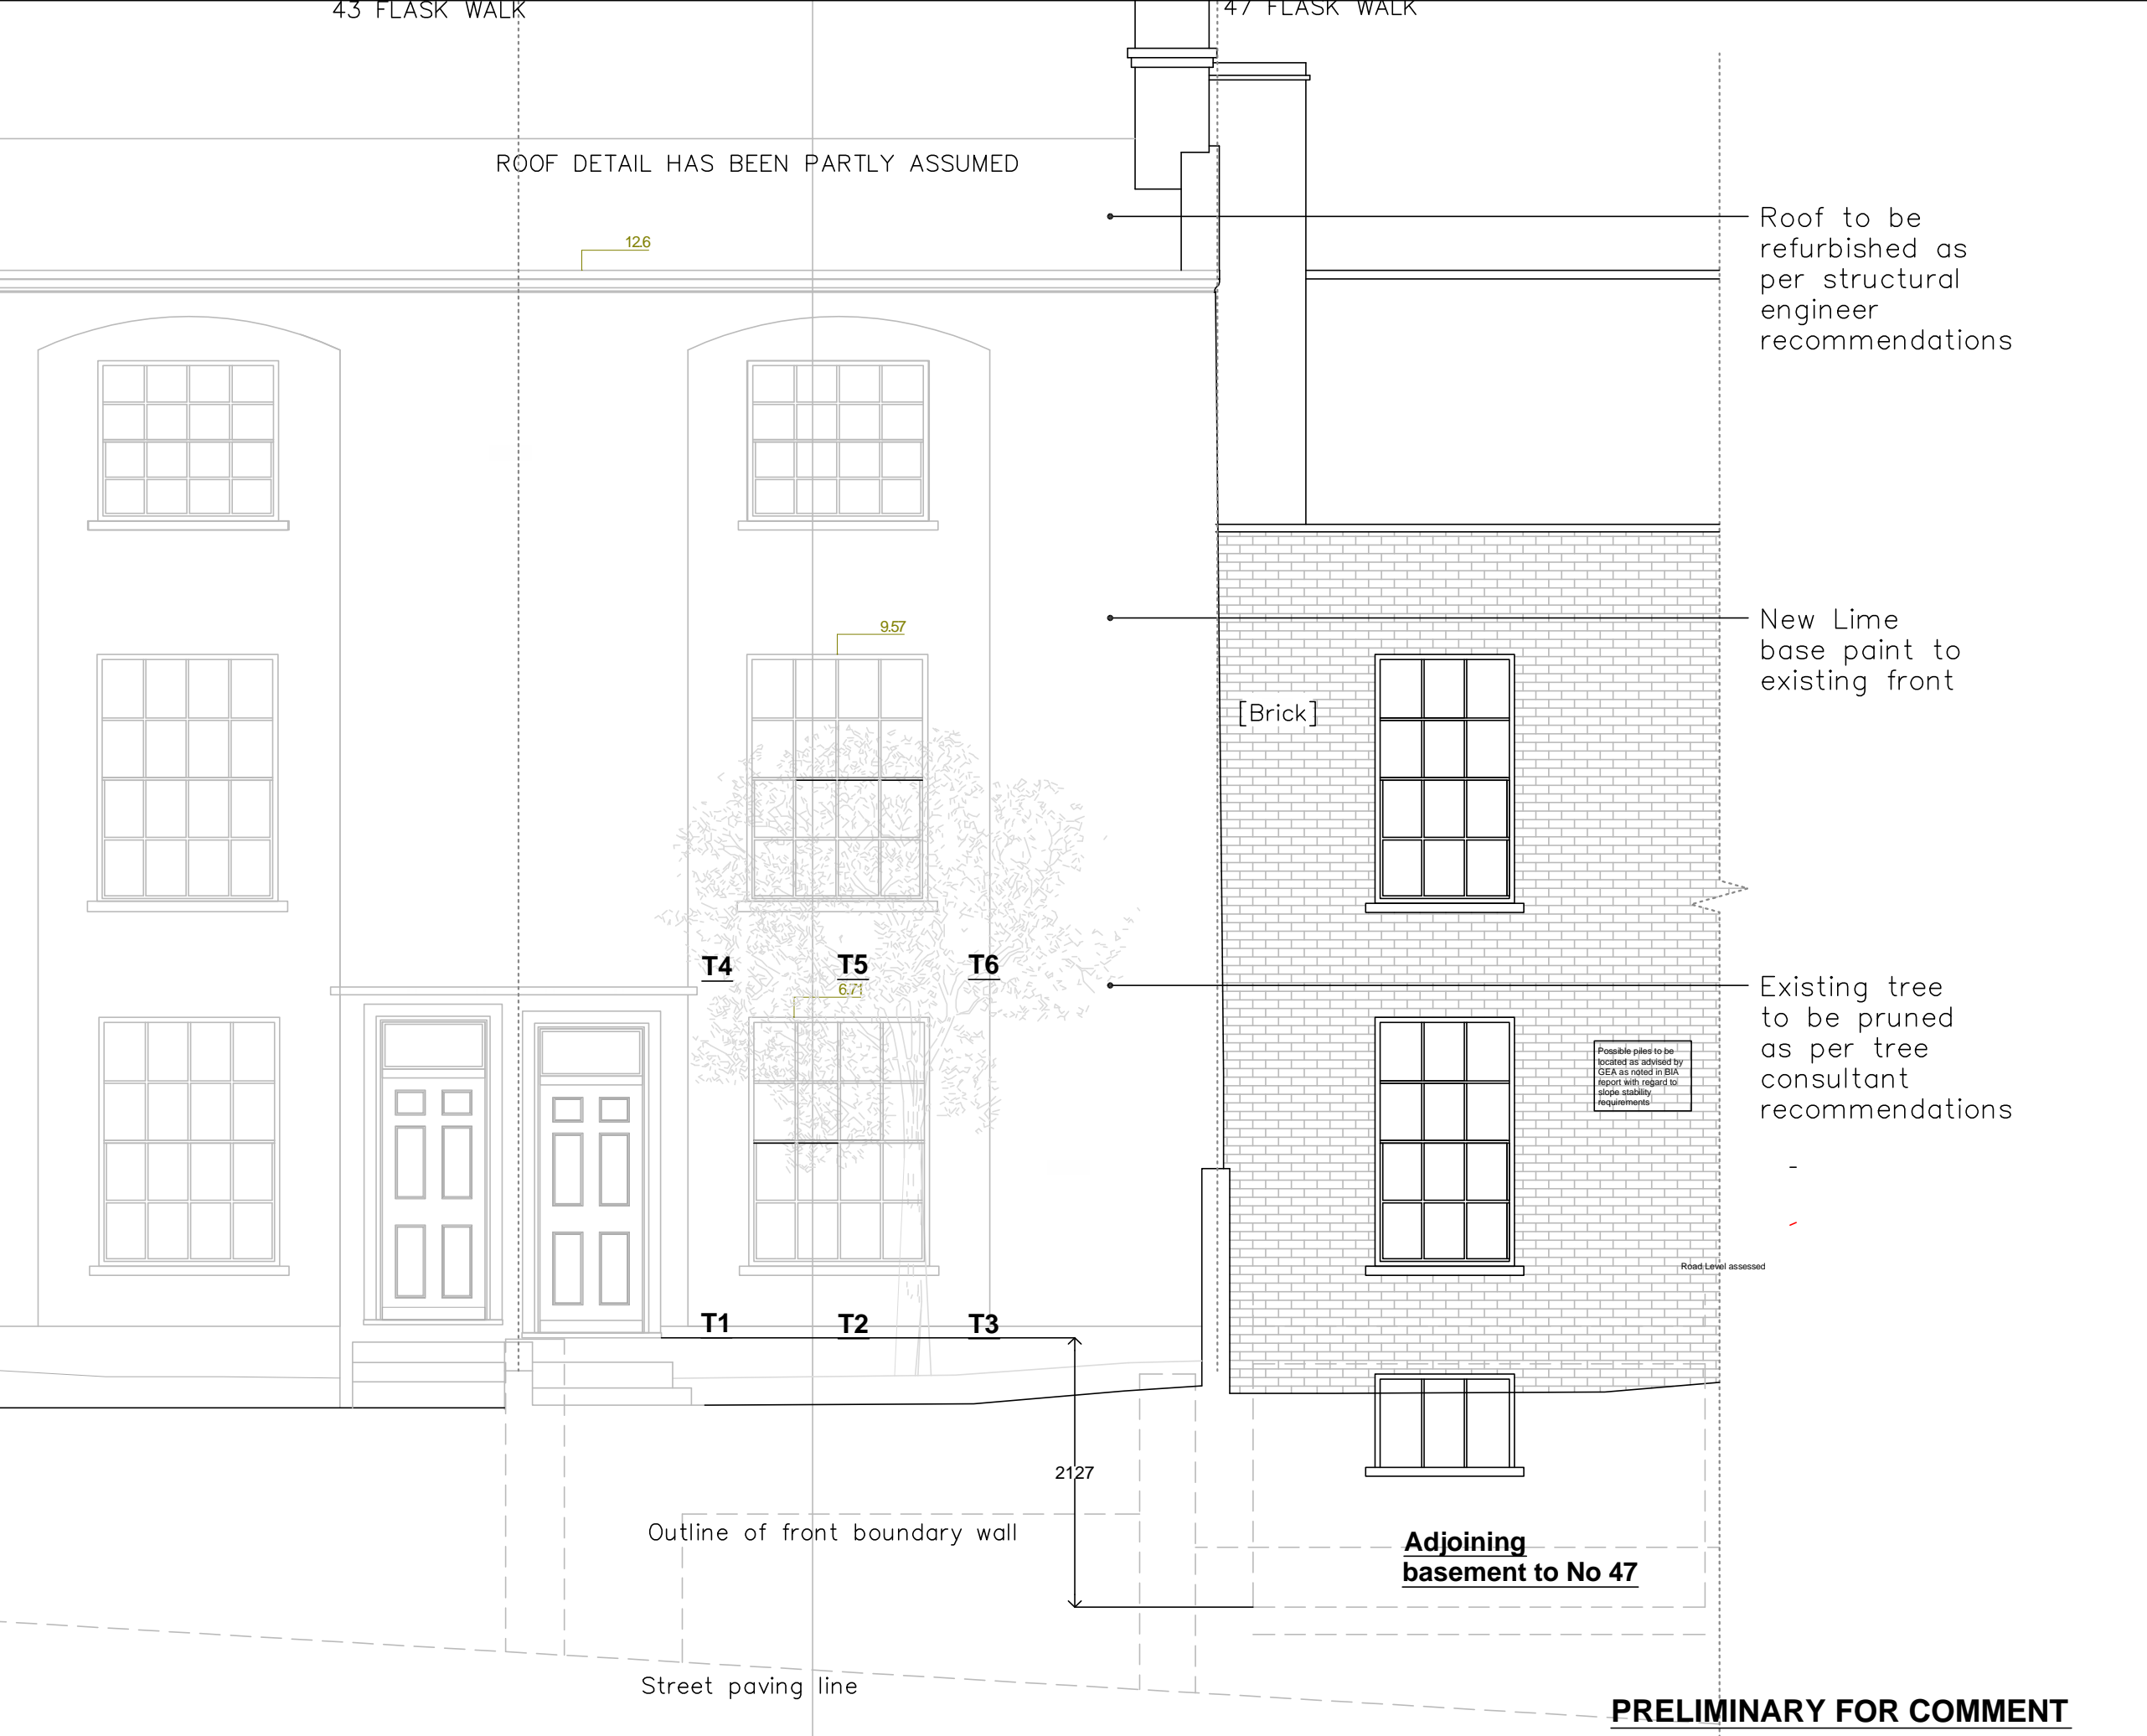 43 FLASK WALK
47 FLASK WALK
ROOF DETAIL HAS BEEN PARTLY ASSUMED
12.6
Roof to be
refurbished as
per structural
engineer
recommendations
9.57
New Lime
base paint to
existing front
[Brick]
T4
T5
T6
6.71
Existing tree
to be pruned
as per tree
consultant
recommendations
Possible piles to be
located as advised by
GEA as noted in BIA
report with regard to
slope stability
requirements
Road Level assessed
T1
T2
T3
2127
Outline of front boundary wall
Adjoining
basement to No 47
Street paving line
PRELIMINARY FOR COMMENT